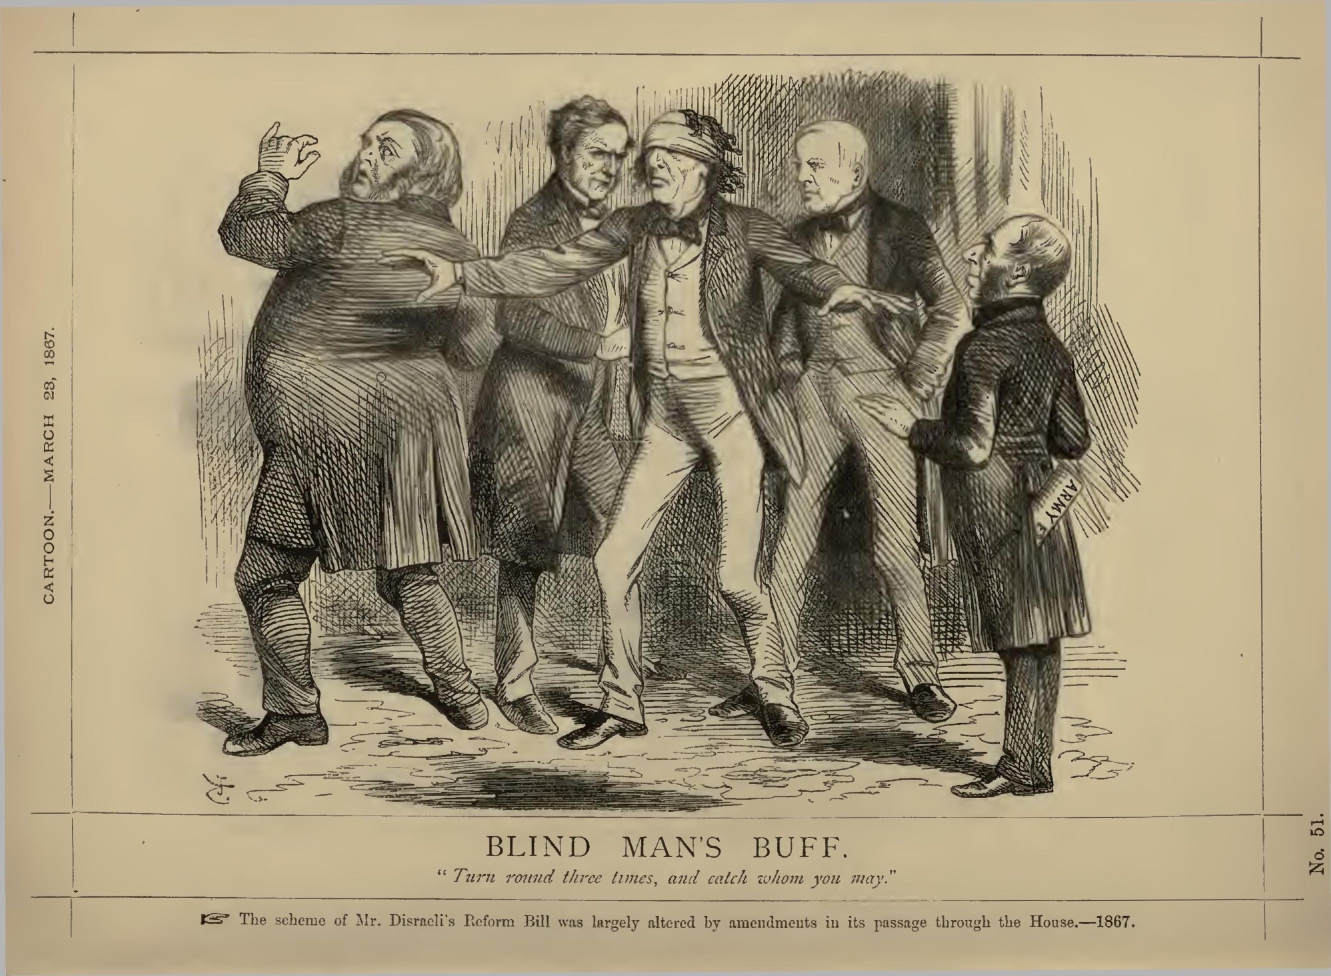 CARTOON.—MARCH 23, 1867.
ARMY
BLIND MAN'S BUFF.
" Turn round three times, and catch whom you may."
☞ The scheme of Mr. Disraeli's Reform Bill was largely altered by amendments in its passage through the House.—1867.
No. 51.